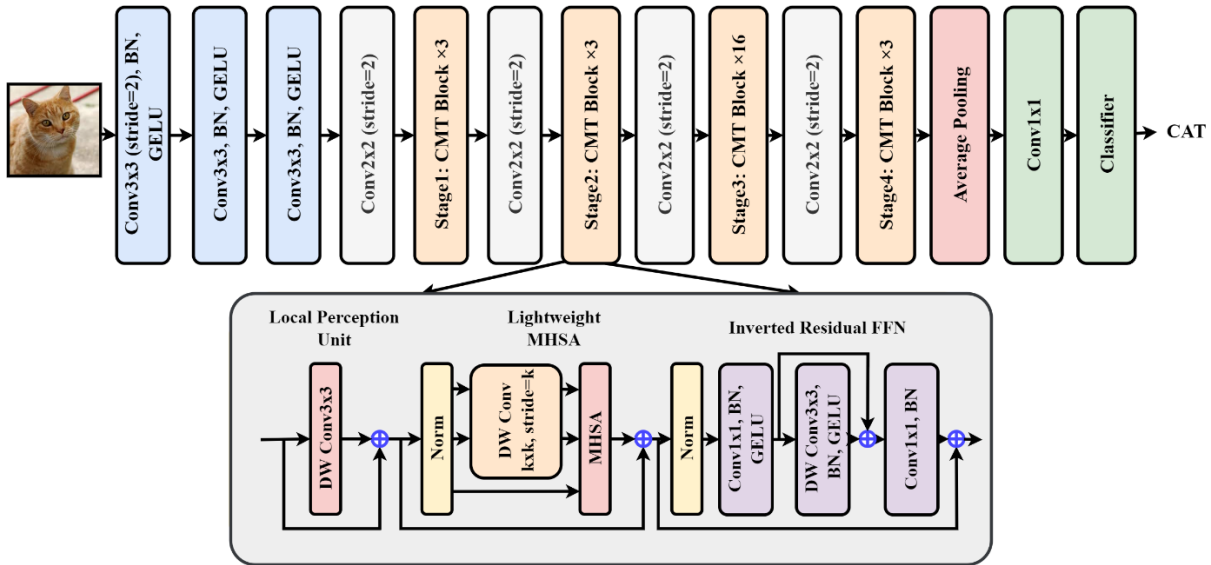 Conv3x3 (stride=2), BN,
GELU
Conv3x3, BN, GELU
Conv3x3, BN, GELU
Conv2x2 (stride=2)
Stage1: CMT Block ×3
Conv2x2 (stride=2)
Stage2: CMT Block ×3
Conv2x2 (stride=2)
Stage3: CMT Block ×16
Conv2x2 (stride=2)
Stage4: CMT Block ×3
Average Pooling
Conv1x1
Classifier
CAT
Local Perception
Unit
Lightweight
MHSA
Inverted Residual FFN
DW Conv3x3
Norm
DW Conv
kxk, stride=k
MHSA
Norm
Conv1x1, BN,
GELU
DW Conv3x3,
BN, GELU
Conv1x1, BN